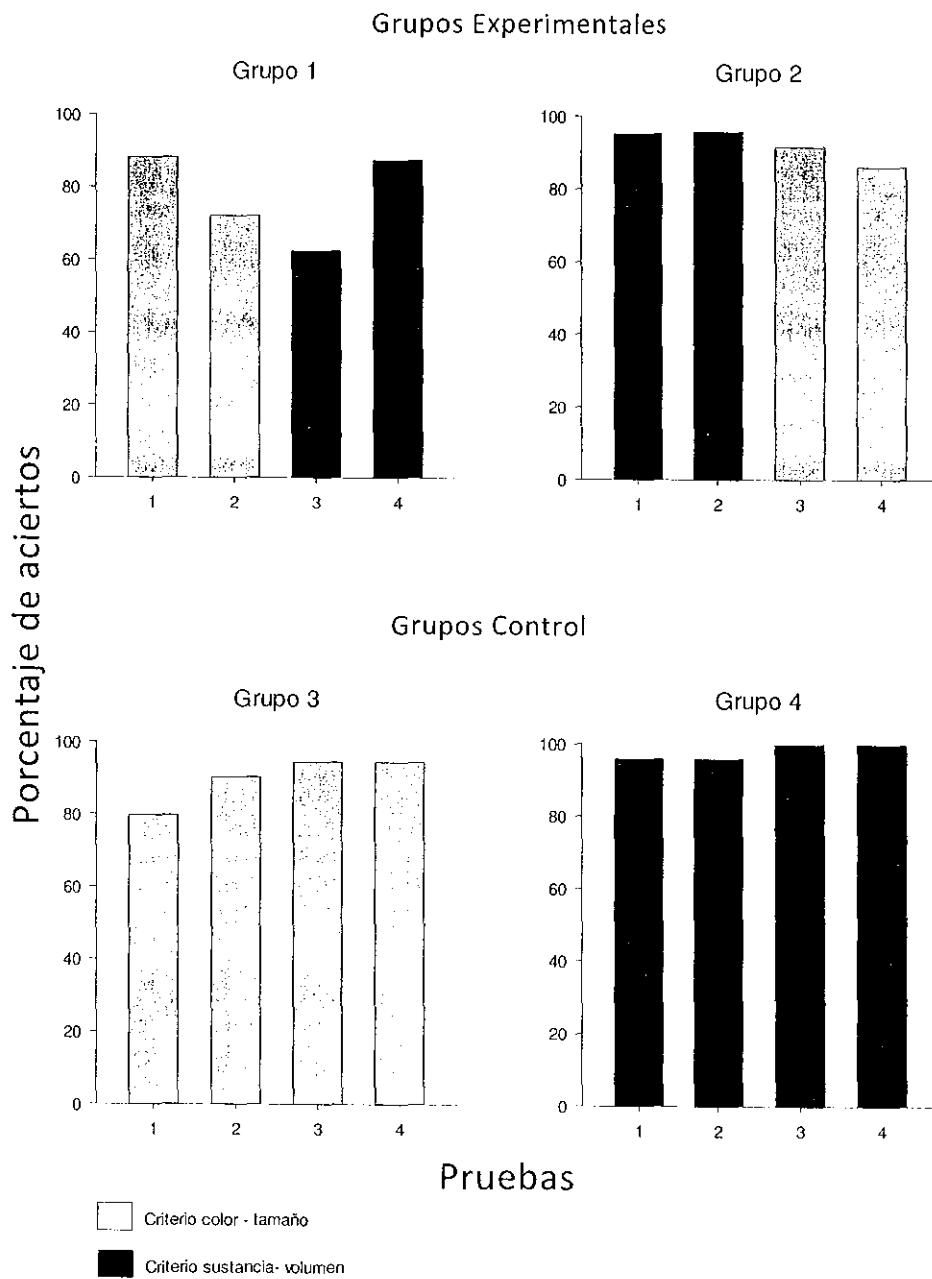 Grupos Experimentales
Grupo 1
100
80
60
40
20
0
1 2 3 4
Grupo 2
100
80
60
40
20
0
1 2 3 4
Porcentaje de aciertos
Grupos Control
Grupo 3
100
80
60
40
20
0
1 2 3 4
Grupo 4
100
80
60
40
20
0
1 2 3 4
Pruebas
Criterio color - tamaño
Criterio sustancia- volumen